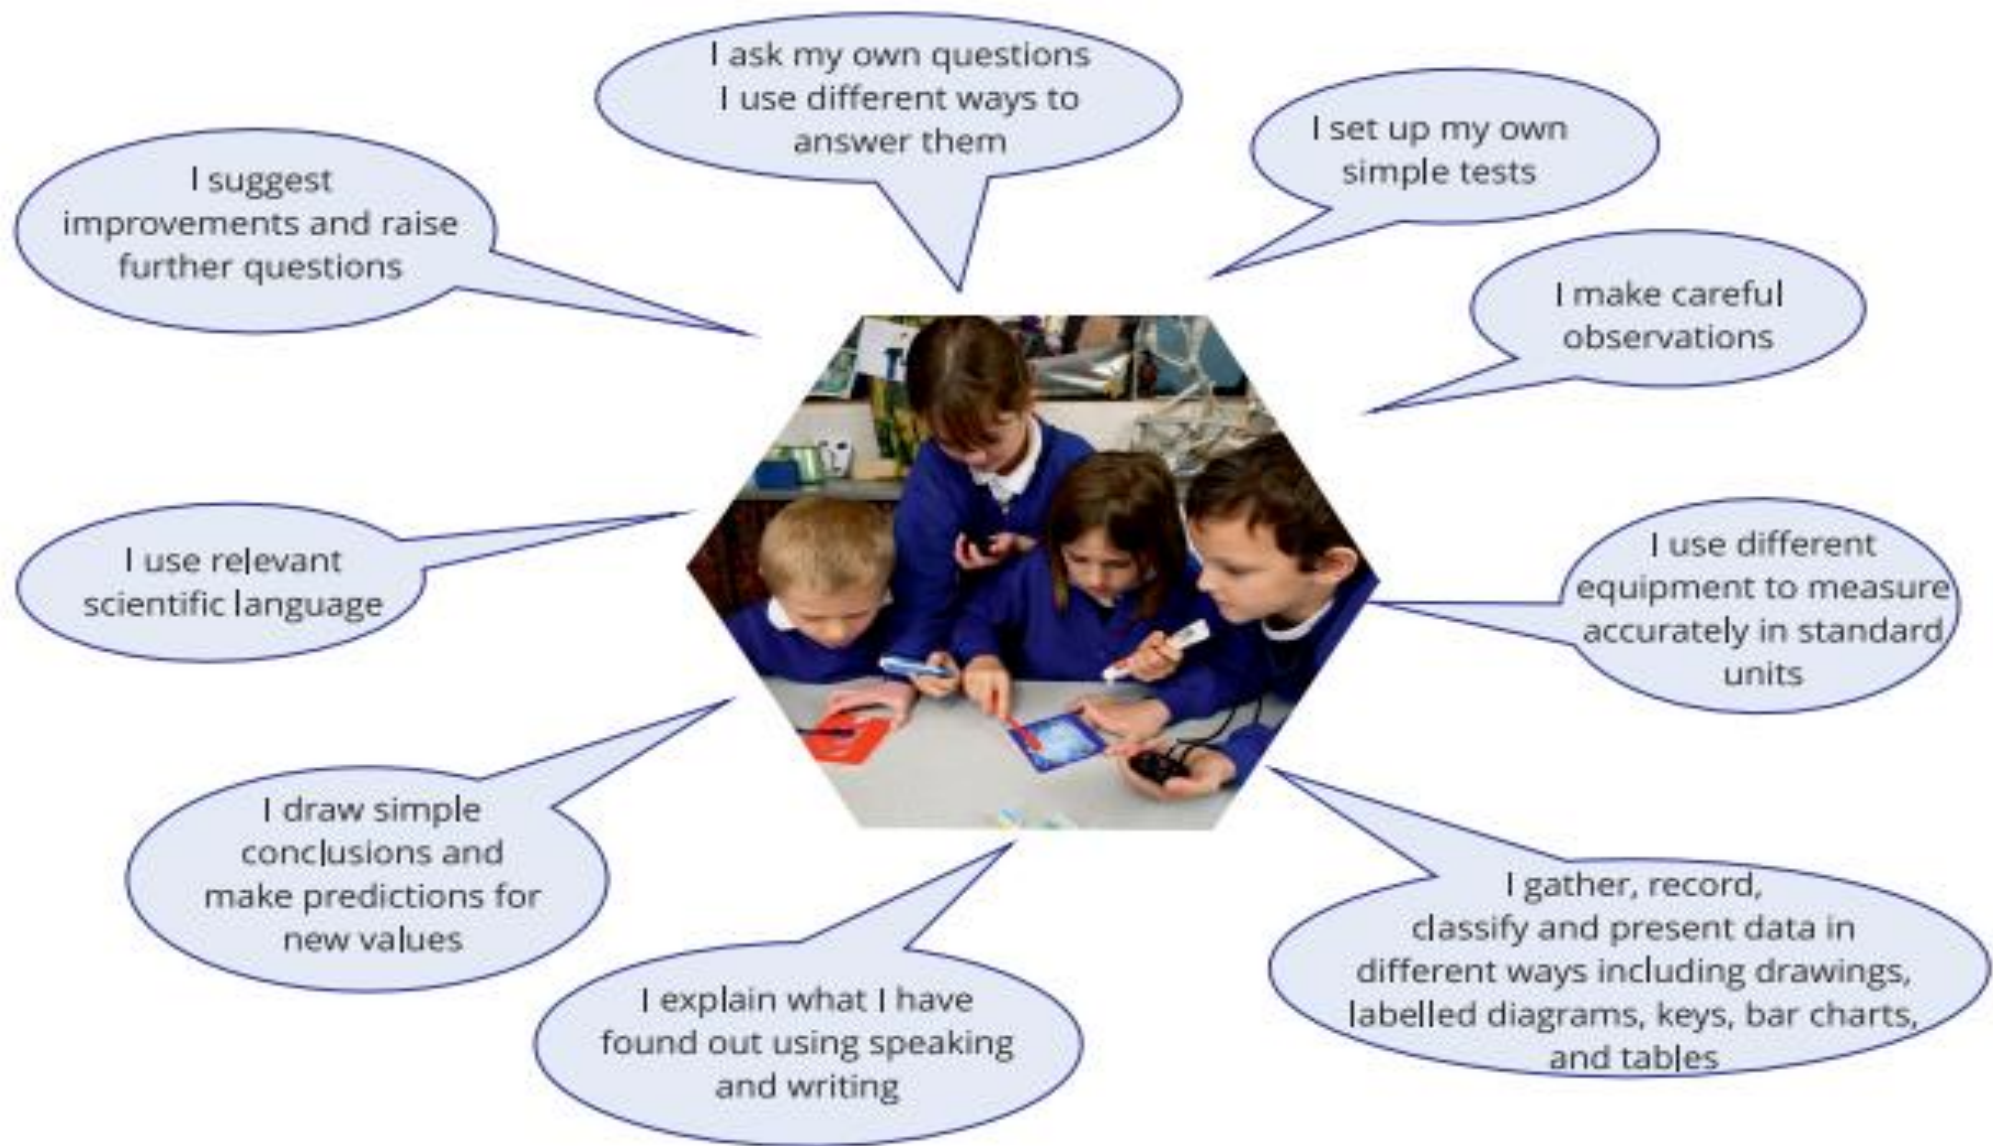 I ask my own questions
I use different ways to
answer them
I set up my own
simple tests
I make careful
observations
I use different
equipment to measure
accurately in standard
units
I gather, record,
classify and present data in
different ways including drawings,
labelled diagrams, keys, bar charts,
and tables
I explain what I have
found out using speaking
and writing
I draw simple
conclusions and
make predictions for
new values
I use relevant
scientific language
I suggest
improvements and raise
further questions